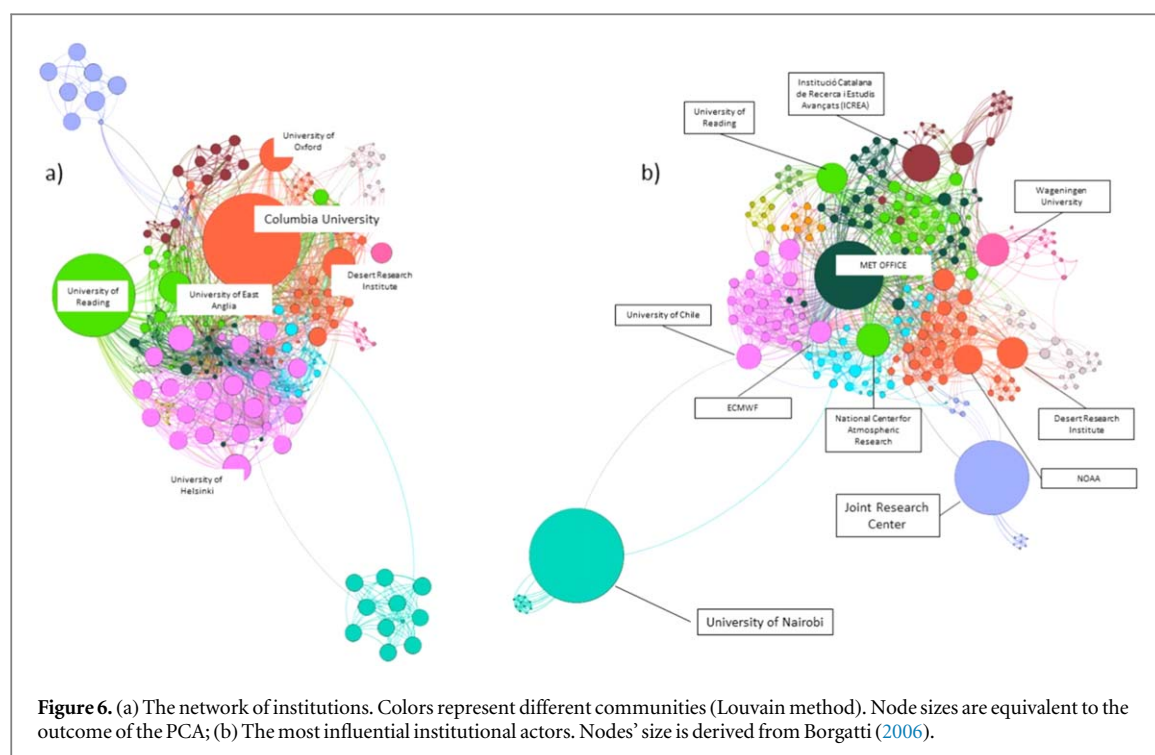 a)
University of
Oxford
Columbia University
University of
Reading
University of East
Anglia
Desert Research
Institute
University of
Helsinki
b)
Institució Catalana
de Recerca i Estudis
Avançats (ICREA)
University of
Reading
Wageningen
University
MET OFFICE
University of Chile
ECMWF
National Center for
Atmospheric
Research
Desert Research
Institute
NOAA
Joint Research
Center
University of Nairobi
Figure 6. (a) The network of institutions. Colors represent different communities (Louvain method). Node sizes are equivalent to the
outcome of the PCA; (b) The most influential institutional actors. Nodes' size is derived from Borgatti (2006).